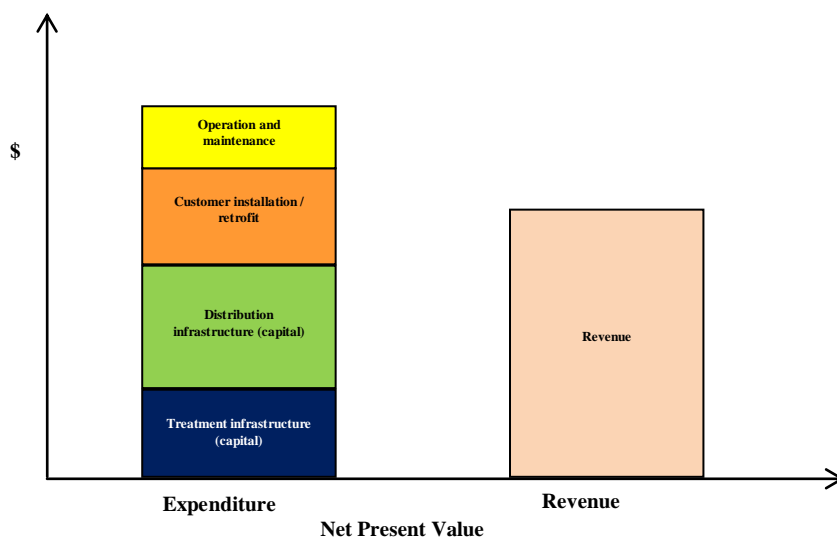 $
Operation and
maintenance
Customer installation /
retrofit
Distribution
infrastructure (capital)
Treatment infrastructure
(capital)
Revenue
Expenditure
Revenue
Net Present Value